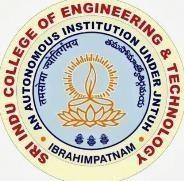 SRI INDU COLLEGE OF ENGINEERING & TECHNOLOGY
AN AUTONOMOUS INSTITUTION UNDER JNTUH
तमसोमा ज्योतिर्गमय
IBRAHIMPATNAM